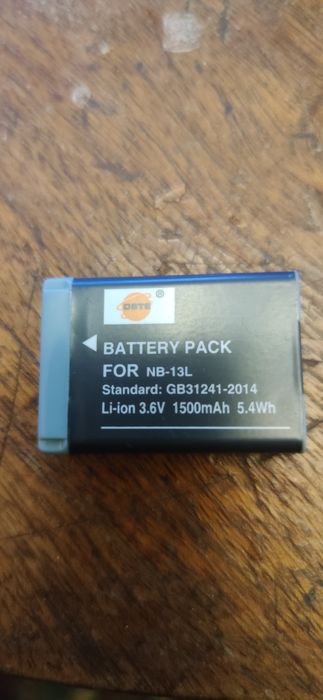 DSTE ®
BATTERY PACK
FOR NB-13L
Standard: GB31241-2014
Li-ion 3.6V 1500mAh 5.4Wh